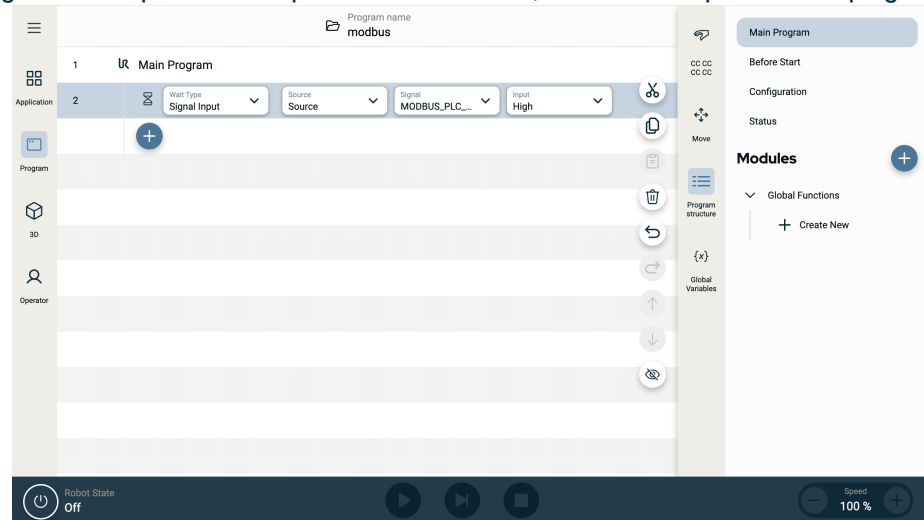 Program name
modbus
Application
Program
3D
Operator
1 Main Program
2
Wait Type
Signal Input
Source
Source
Signal
MODBUS_PLC_...
Input
High
CC CC
CC CC
Move
Program
structure
{x}
Global
Variables
Main Program
Before Start
Configuration
Status
Modules
Global Functions
Create New
Robot State
Off
Speed
100 %